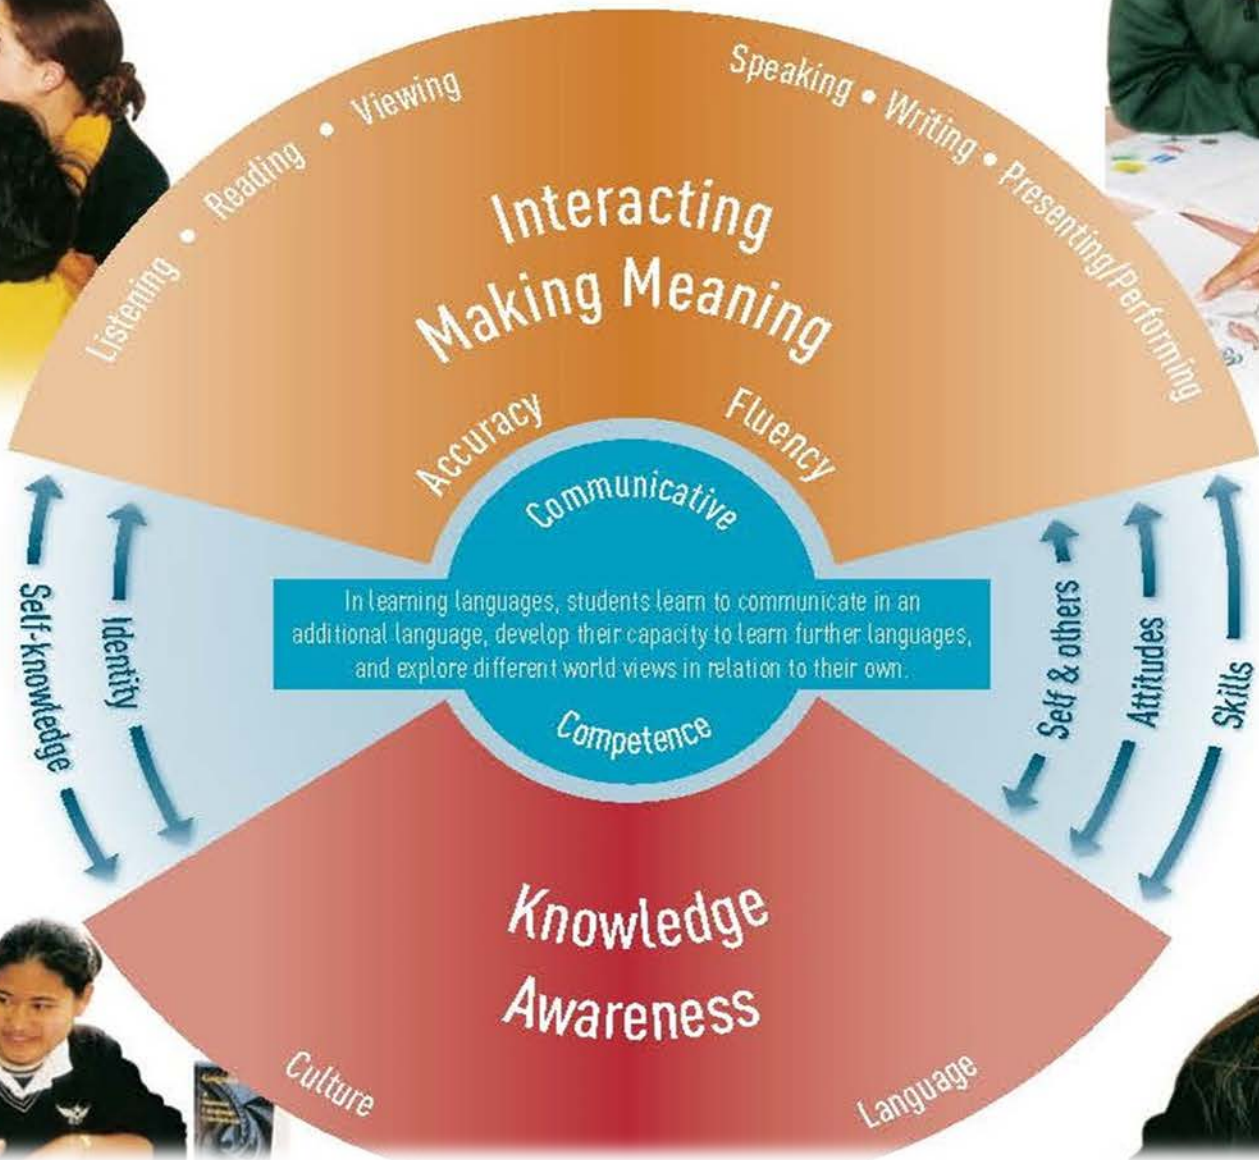 Listening • Reading • Viewing
Speaking • Writing • Presenting/Performing
Interacting
Making Meaning
Accuracy
Fluency
Communicative
In learning languages, students learn to communicate in an
additional language, develop their capacity to learn further languages,
and explore different world views in relation to their own.
Competence
Self-knowledge
Identity
Self & others
Attitudes
Skills
Knowledge
Awareness
Culture
Language